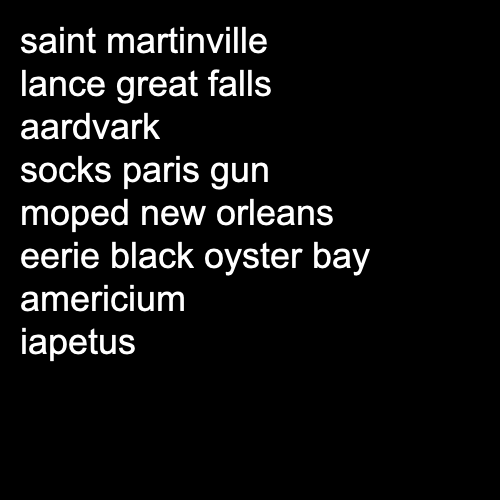 saint martinville
lance great falls
aardvark
socks paris gun
moped new orleans
eerie black oyster bay
americium
iapetus